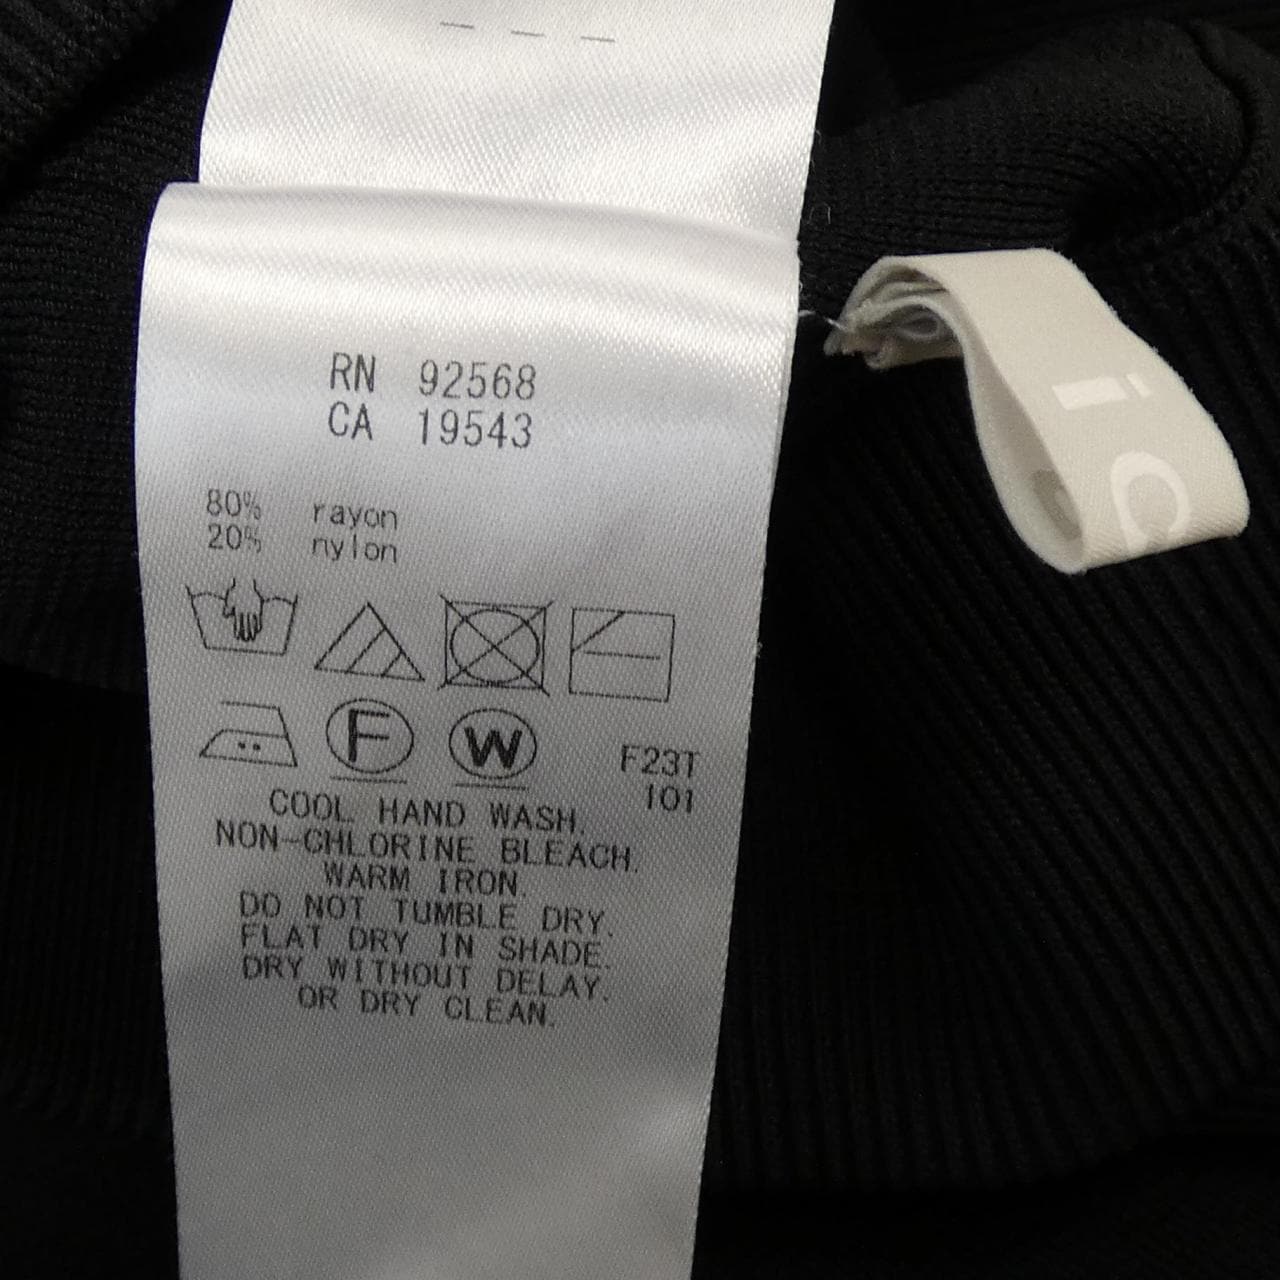 RN 92568
CA 19543
80% rayon
20% nylon
F
W
F23T
101
COOL HAND WASH.
NON-CHLORINE BLEACH.
WARM IRON.
DO NOT TUMBLE DRY.
FLAT DRY IN SHADE.
DRY WITHOUT DELAY.
OR DRY CLEAN.